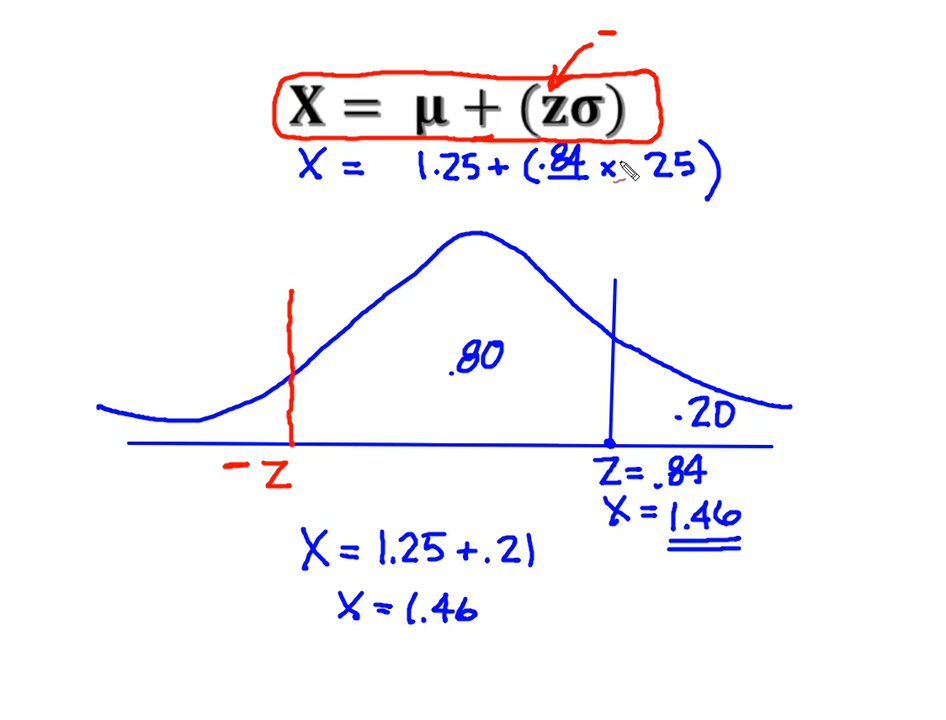 -
X = μ + (zσ)
X = 1.25 + (.84 × .25)
.80
.20
- Z
Z = .84
X = 1.46
X = 1.25 + .21
X = 1.46